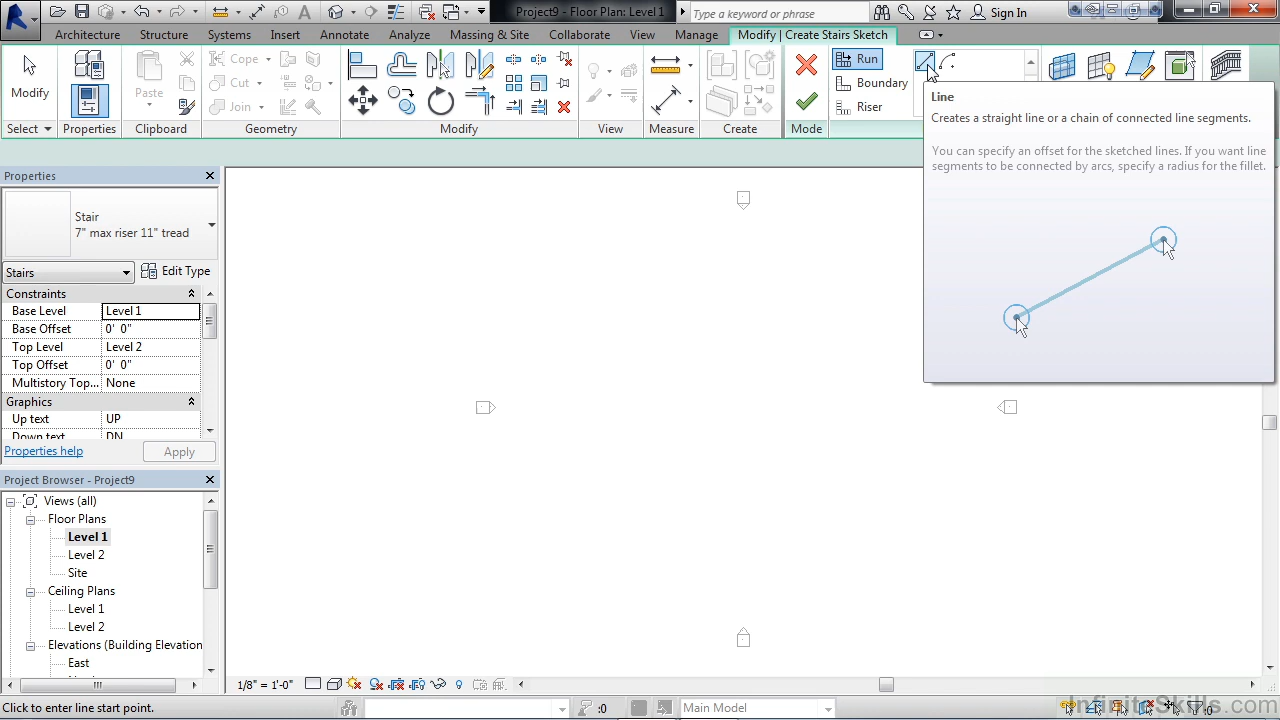 Project9 - Floor Plan: Level 1
Type a keyword or phrase
Sign In
Architecture Structure Systems Insert Annotate Analyze Massing & Site Collaborate View Manage Modify | Create Stairs Sketch
Modify
Select
Properties
Paste
Clipboard
Cope
Cut
Join
Geometry
Modify
View
Measure
Create
Mode
Run
Boundary
Riser
Line
Creates a straight line or a chain of connected line segments.
You can specify an offset for the sketched lines. If you want line
segments to be connected by arcs, specify a radius for the fillet.
Properties
Stair
7" max riser 11" tread
Stairs
Edit Type
Constraints
Base Level Level 1
Base Offset 0' 0"
Top Level Level 2
Top Offset 0' 0"
Multistory Top... None
Graphics
Up text UP
Down text DN
Properties help
Apply
Project Browser - Project9
Views (all)
Floor Plans
Level 1
Level 2
Site
Ceiling Plans
Level 1
Level 2
Elevations (Building Elevation
East
1/8" = 1'-0"
Click to enter line start point.
:0
Main Model
:0
InfiniteSkills.com